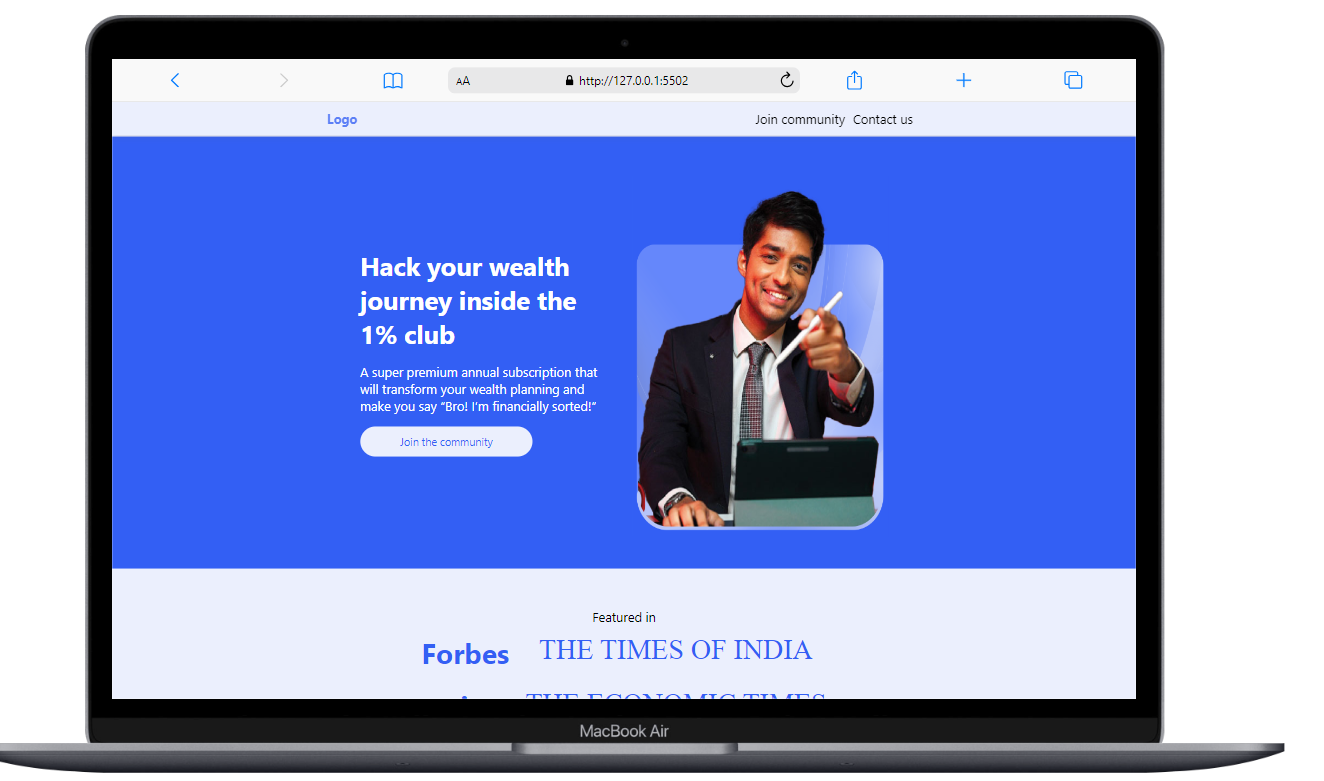 AA
http://127.0.0.1:5502
Logo
Join community Contact us
Hack your wealth
journey inside the
1% club
A super premium annual subscription that
will transform your wealth planning and
make you say “Bro! I’m financially sorted!”
Join the community
Featured in
Forbes THE TIMES OF INDIA
THE ECONOMIC TIMES
MacBook Air